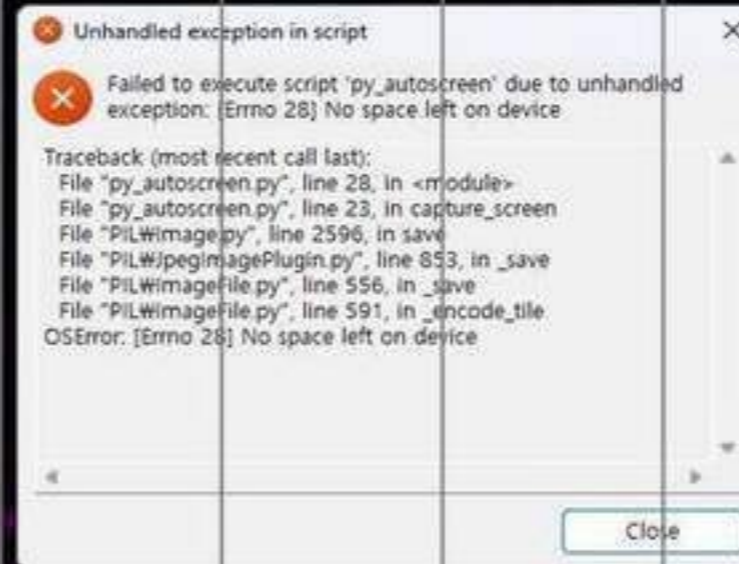 Unhandled exception in script
Failed to execute script 'py_autoscreen' due to unhandled
exception: [Errno 28] No space left on device
Traceback (most recent call last):
File "py_autoscreen.py", line 28, in <module>
File "py_autoscreen.py", line 23, in capture_screen
File "PIL₩Image.py", line 2596, in save
File "PIL₩JpegImagePlugin.py", line 853, in _save
File "PIL₩ImageFile.py", line 556, in _save
File "PIL₩ImageFile.py", line 591, in _encode_tile
OSError: [Errno 28] No space left on device
Close